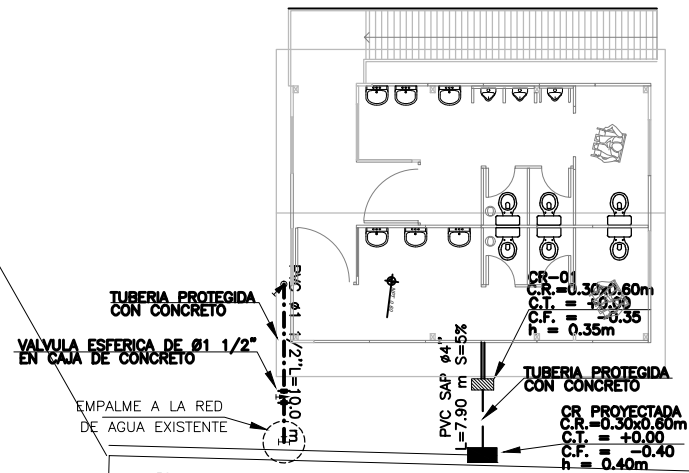 CR-01
C.R.=0.30x0.60m
C.T. = +0.00
C.F. = -0.35
h = 0.35m
TUBERIA PROTEGIDA
CON CONCRETO
PVC Ø1 1/2"L=10.0 m
VALVULA ESFERICA DE Ø1 1/2"
EN CAJA DE CONCRETO
EMPALME A LA RED
DE AGUA EXISTENTE
PVC SAP Ø4"
L=7.90 m S=5%
TUBERIA PROTEGIDA
CON CONCRETO
CR PROYECTADA
C.R.=0.30x0.60m
C.T. = +0.00
C.F. = -0.40
h = 0.40m